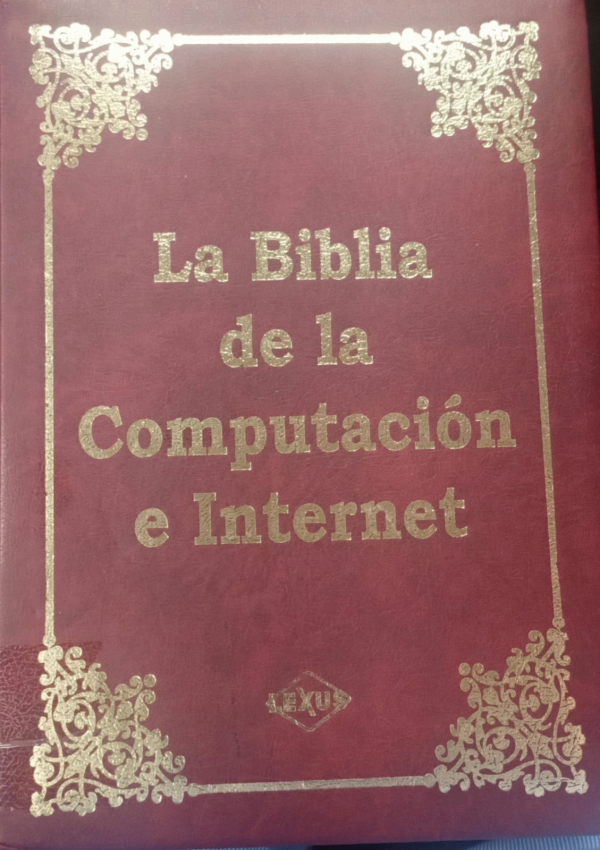 La Biblia
de la
Computación
e Internet
LEXUS